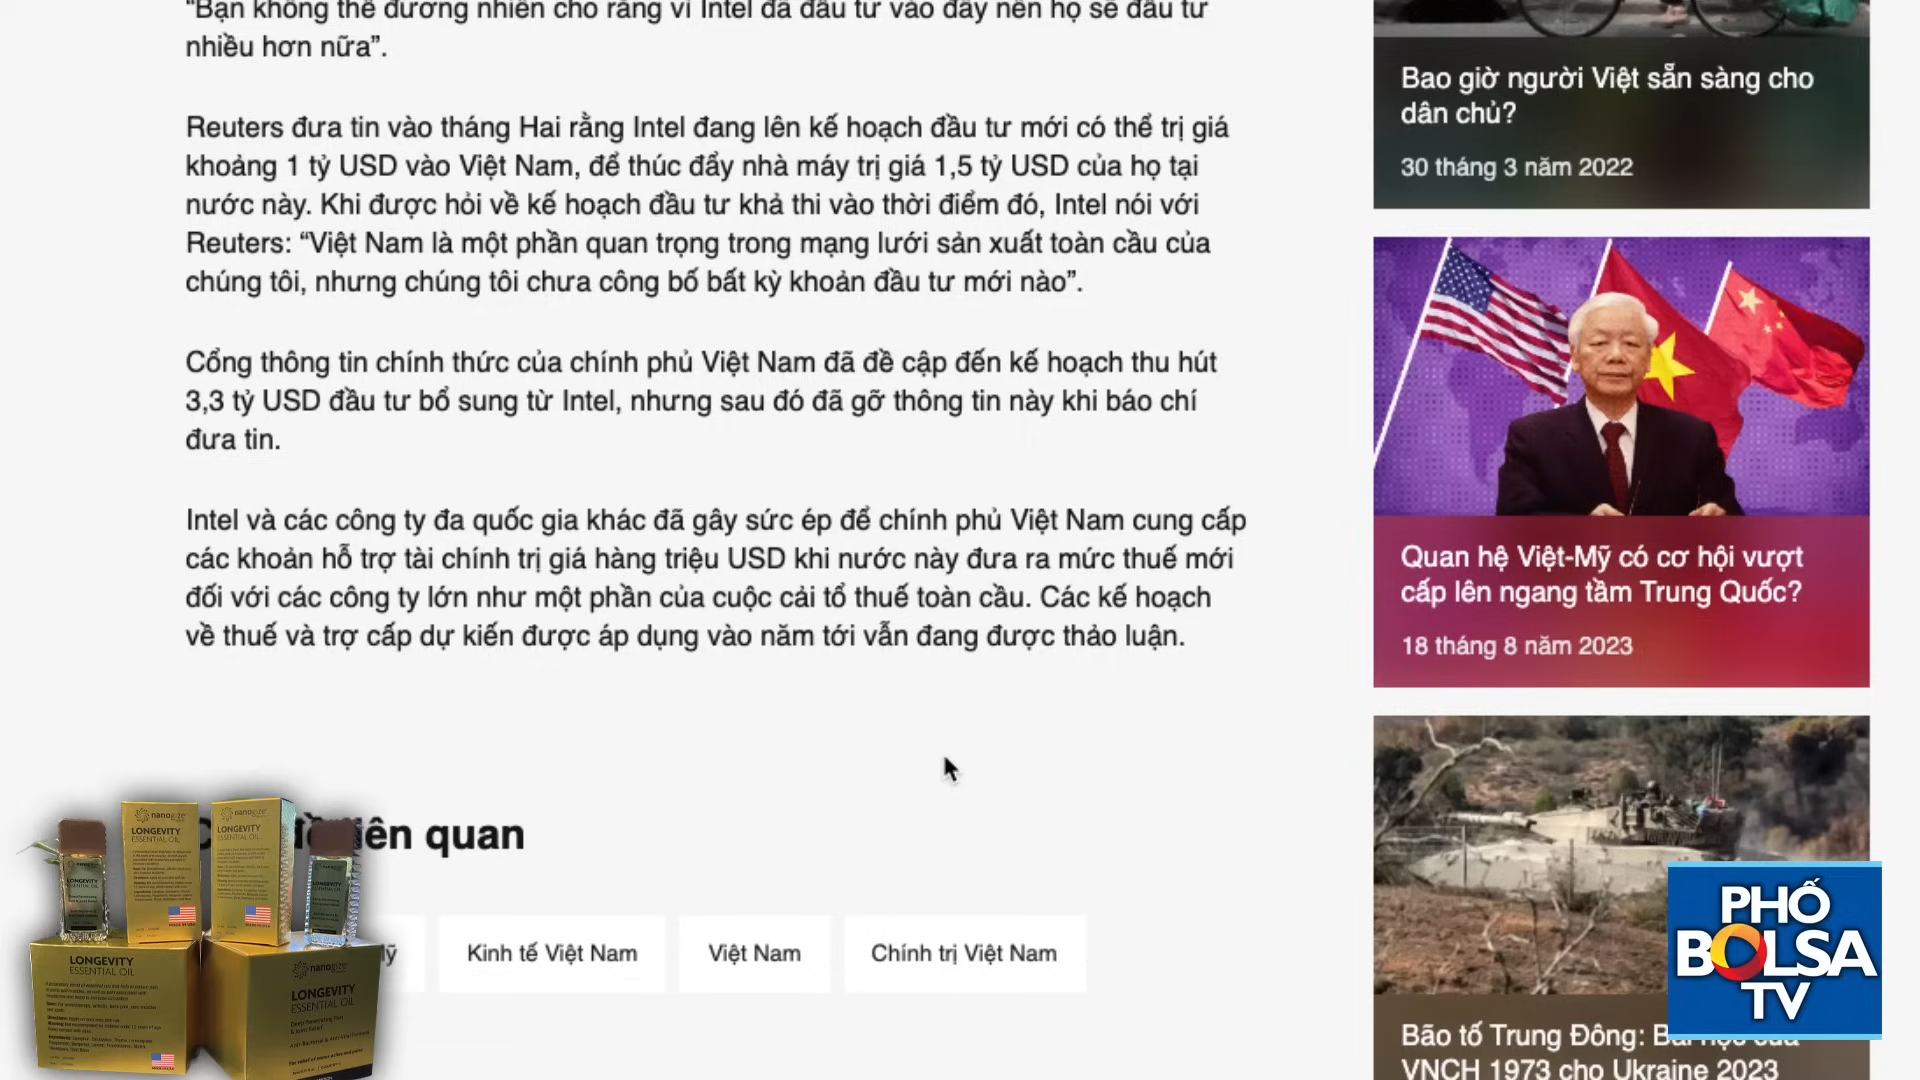 “Bạn không thể đương nhiên cho rằng vì Intel đã đầu tư vào đây nên họ sẽ đầu tư
nhiều hơn nữa”.
Reuters đưa tin vào tháng Hai rằng Intel đang lên kế hoạch đầu tư mới có thể trị giá
khoảng 1 tỷ USD vào Việt Nam, để thúc đẩy nhà máy trị giá 1,5 tỷ USD của họ tại
nước này. Khi được hỏi về kế hoạch đầu tư khả thi vào thời điểm đó, Intel nói với
Reuters: “Việt Nam là một phần quan trọng trong mạng lưới sản xuất toàn cầu của
chúng tôi, nhưng chúng tôi chưa công bố bất kỳ khoản đầu tư mới nào”.
Cổng thông tin chính thức của chính phủ Việt Nam đã đề cập đến kế hoạch thu hút
3,3 tỷ USD đầu tư bổ sung từ Intel, nhưng sau đó đã gỡ thông tin này khi báo chí
đưa tin.
Intel và các công ty đa quốc gia khác đã gây sức ép để chính phủ Việt Nam cung cấp
các khoản hỗ trợ tài chính trị giá hàng triệu USD khi nước này đưa ra mức thuế mới
đối với các công ty lớn như một phần của cuộc cải tổ thuế toàn cầu. Các kế hoạch
về thuế và trợ cấp dự kiến được áp dụng vào năm tới vẫn đang được thảo luận.
quan
Kinh tế Việt Nam
Việt Nam
Chính trị Việt Nam
Bao giờ người Việt sẵn sàng cho
dân chủ?
30 tháng 3 năm 2022
Quan hệ Việt-Mỹ có cơ hội vượt
cấp lên ngang tầm Trung Quốc?
18 tháng 8 năm 2023
Bão tố Trung Đông:
VNCH 1973 cho Ukraine 2023
PHỐ
BOLSA
TV
nanogize
LONGEVITY
ESSENTIAL OIL
nanogize
LONGEVITY
ESSENTIAL OIL
LONGEVITY
ESSENTIAL OIL
nanogize
LONGEVITY
ESSENTIAL OIL
Deep Penetrating Pain
& Joint Relief